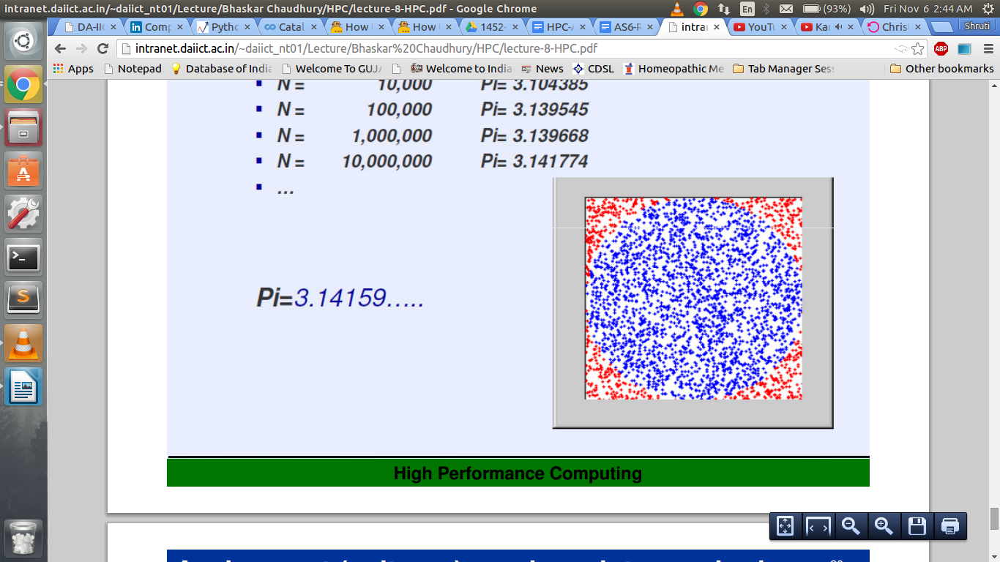 intranet.daiict.ac.in/~daiict_nt01/Lecture/Bhaskar Chaudhury/HPC/lecture-8-HPC.pdf - Google Chrome
En (93%) Fri Nov 6 2:44 AM
DA-II Comp Pyth Catal How How 1452- HPC- AS6-R intra YouTu Ka Chris Shruti
intranet.daiict.ac.in/~daiict_nt01/Lecture/Bhaskar%20Chaudhury/HPC/lecture-8-HPC.pdf ABP
Apps Notepad Database of India Welcome To GUJ Welcome to India News CDSL Homeopathic Me Tab Manager Ses Other bookmarks
N = 10,000 Pi= 3.104385
N = 100,000 Pi= 3.139545
N = 1,000,000 Pi= 3.139668
N = 10,000,000 Pi= 3.141774
...
Pi=3.14159.....
High Performance Computing